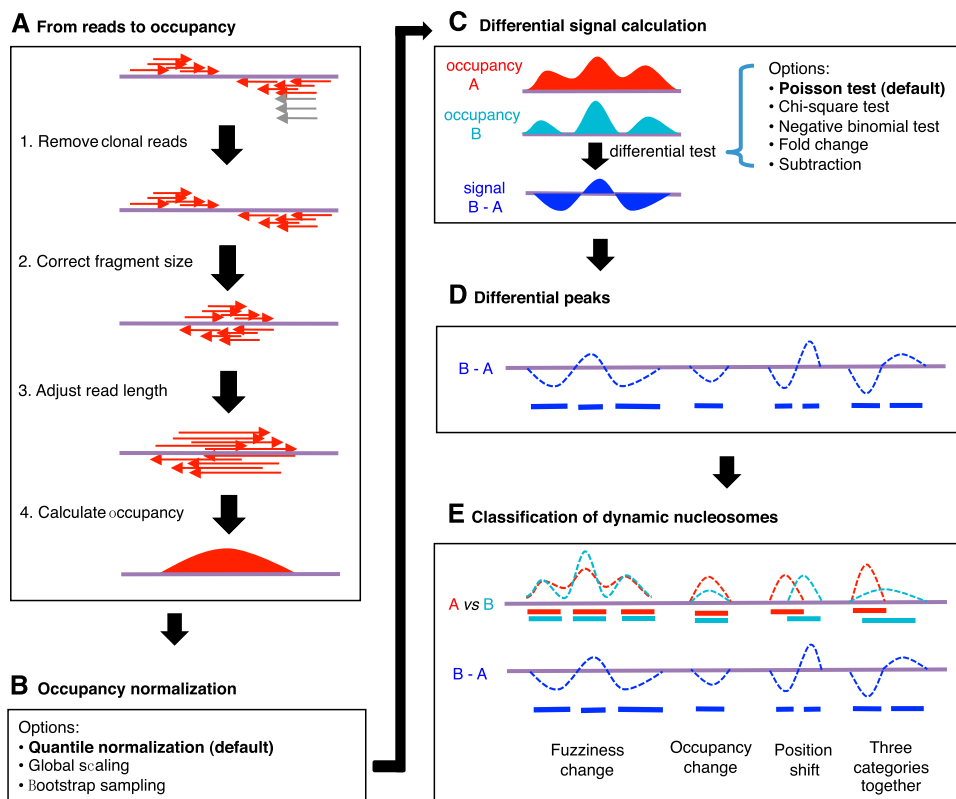 A From reads to occupancy
1. Remove clonal reads
2. Correct fragment size
3. Adjust read length
4. Calculate occupancy
B Occupancy normalization
Options:
• Quantile normalization (default)
• Global scaling
• Bootstrap sampling
C Differential signal calculation
occupancy
A
occupancy
B
differential test
signal
B - A
Options:
• Poisson test (default)
• Chi-square test
• Negative binomial test
• Fold change
• Subtraction
D Differential peaks
B - A
E Classification of dynamic nucleosomes
A vs B
B - A
Fuzziness
change
Occupancy
change
Position
shift
Three
categories
together